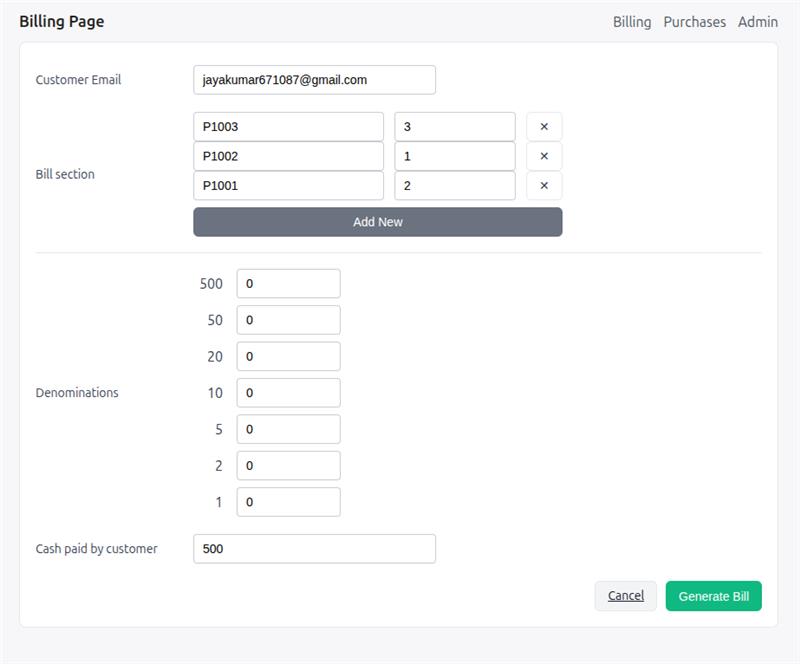 Billing Page
Billing Purchases Admin
Customer Email
jayakumar671087@gmail.com
Bill section
P1003 3 ×
P1002 1 ×
P1001 2 ×
Add New
Denominations
500 0
50 0
20 0
10 0
5 0
2 0
1 0
Cash paid by customer
500
Cancel
Generate Bill